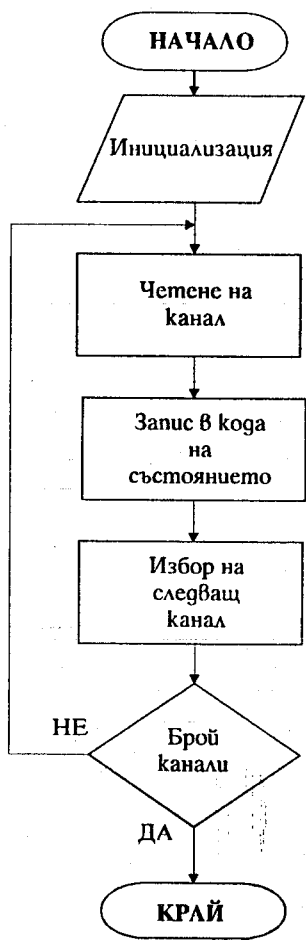 НАЧАЛО
Инициализация
Четене на
канал
Запис в кода
на
състоянието
Избор на
следващ
канал
НЕ
Брой
канали
ДА
КРАЙ